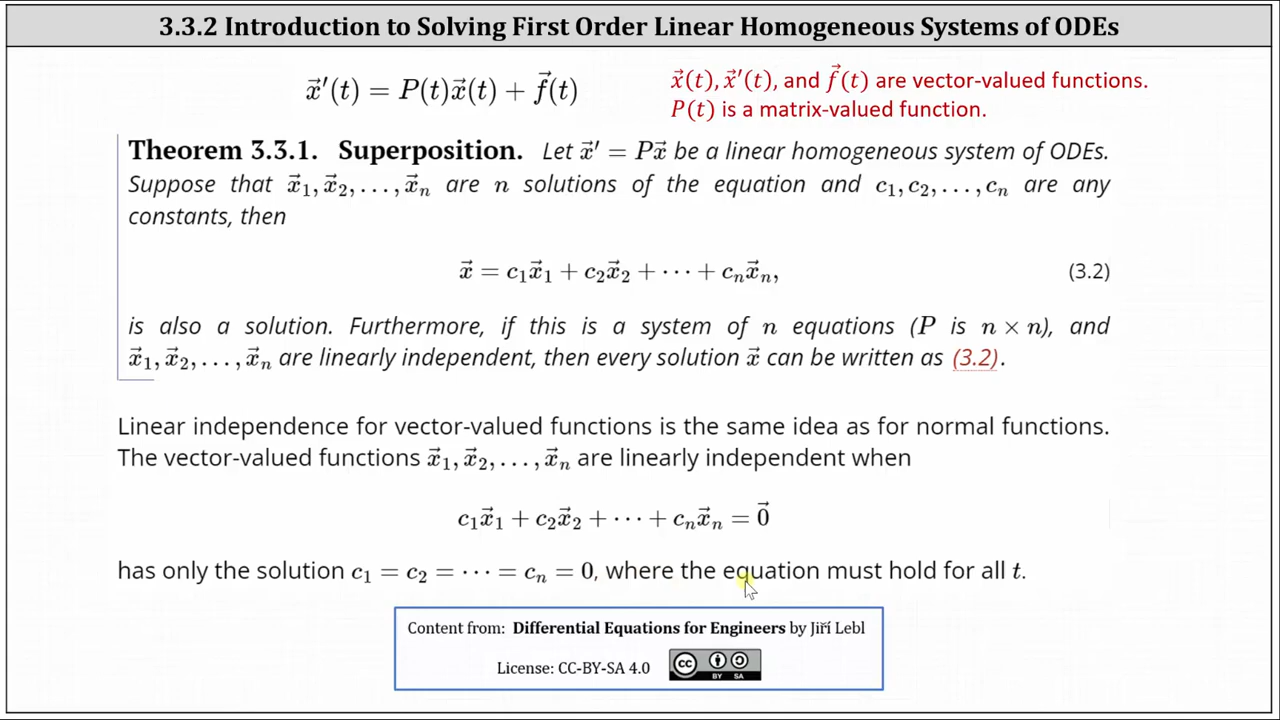 3.3.2 Introduction to Solving First Order Linear Homogeneous Systems of ODEs
x⃗′(t) = P(t)x⃗(t) + f⃗(t)
x⃗(t), x⃗′(t), and f⃗(t) are vector-valued functions.
P(t) is a matrix-valued function.
Theorem 3.3.1. Superposition. Let x⃗′ = Px⃗ be a linear homogeneous system of ODEs.
Suppose that x⃗₁, x⃗₂, …, x⃗ₙ are n solutions of the equation and c₁, c₂, …, cₙ are any
constants, then
x⃗ = c₁x⃗₁ + c₂x⃗₂ + ⋯ + cₙx⃗ₙ, (3.2)
is also a solution. Furthermore, if this is a system of n equations (P is n × n), and
x⃗₁, x⃗₂, …, x⃗ₙ are linearly independent, then every solution x⃗ can be written as (3.2).
Linear independence for vector-valued functions is the same idea as for normal functions.
The vector-valued functions x⃗₁, x⃗₂, …, x⃗ₙ are linearly independent when
c₁x⃗₁ + c₂x⃗₂ + ⋯ + cₙx⃗ₙ = 0⃗
has only the solution c₁ = c₂ = ⋯ = cₙ = 0, where the equation must hold for all t.
Content from: Differential Equations for Engineers by Jiří Lebl
License: CC-BY-SA 4.0
cc BY SA